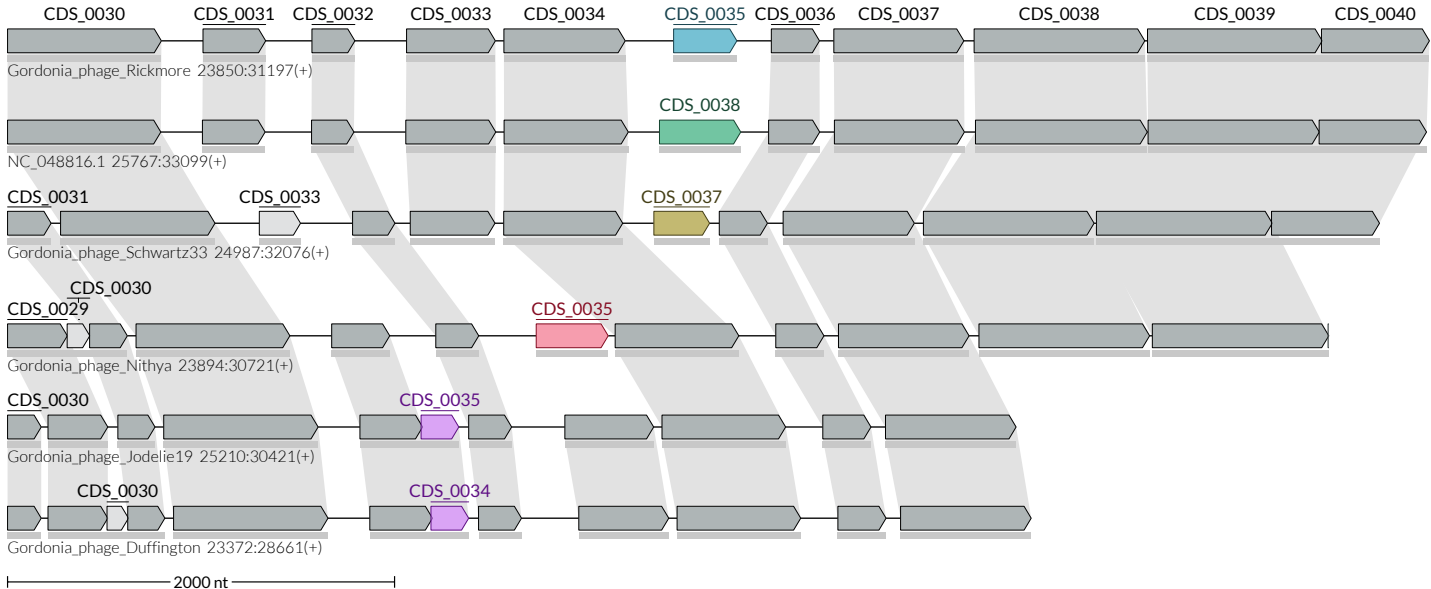 CDS_0030 CDS_0031 CDS_0032 CDS_0033 CDS_0034 CDS_0035 CDS_0036 CDS_0037 CDS_0038 CDS_0039 CDS_0040
Gordonia_phage_Rickmore 23850:31197(+)
CDS_0038
NC_048816.1 25767:33099(+)
CDS_0031 CDS_0033 CDS_0037
Gordonia_phage_Schwartz33 24987:32076(+)
CDS_0030
CDS_0029 CDS_0035
Gordonia_phage_Nithya 23894:30721(+)
CDS_0030 CDS_0035
Gordonia_phage_Jodelie19 25210:30421(+)
CDS_0030 CDS_0034
Gordonia_phage_Duffington 23372:28661(+)
2000 nt